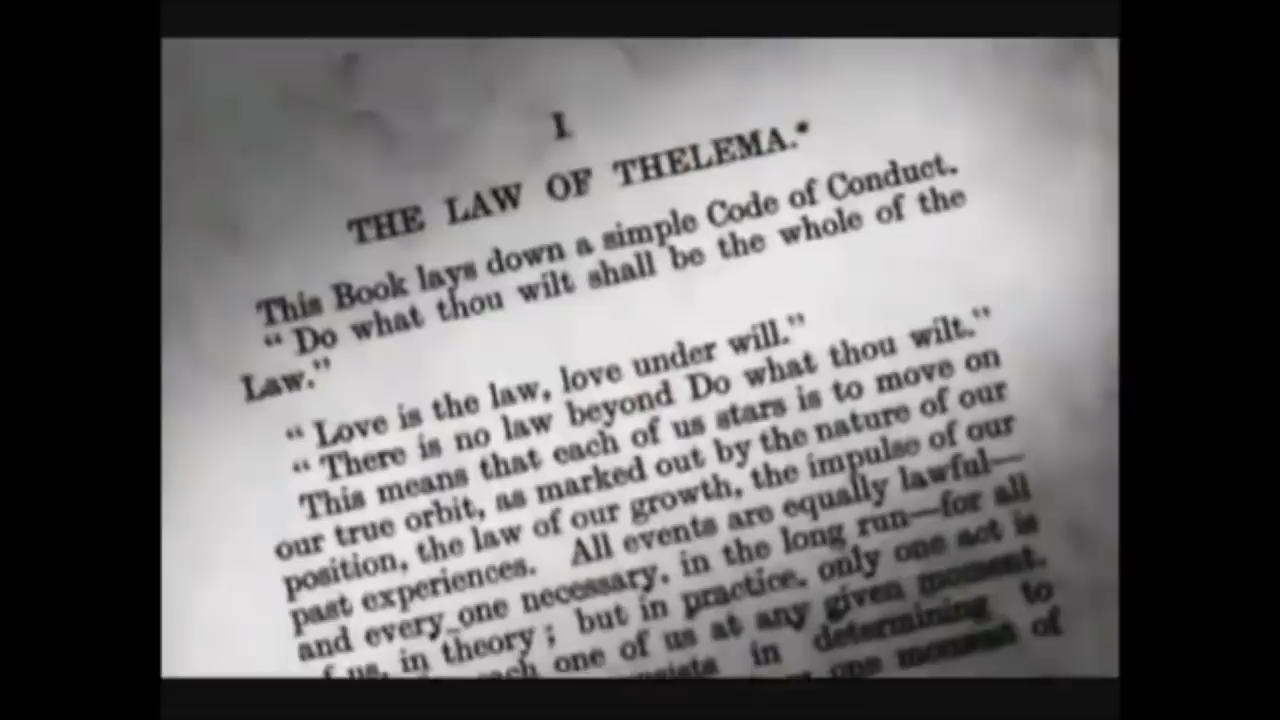 I.
THE LAW OF THELEMA.*
This Book lays down a simple Code of Conduct.
“ Do what thou wilt shall be the whole of the
Law.”
“ Love is the law, love under will.”
“ There is no law beyond Do what thou wilt.”
This means that each of us stars is to move on
our true orbit, as marked out by the nature of our
position, the law of our growth, the impulse of our
past experiences. All events are equally lawful—
and every one necessary, in the long run—for all
of us, in theory ; but in practice, only one act is
each one of us at any given moment.
in determining to
one moment of